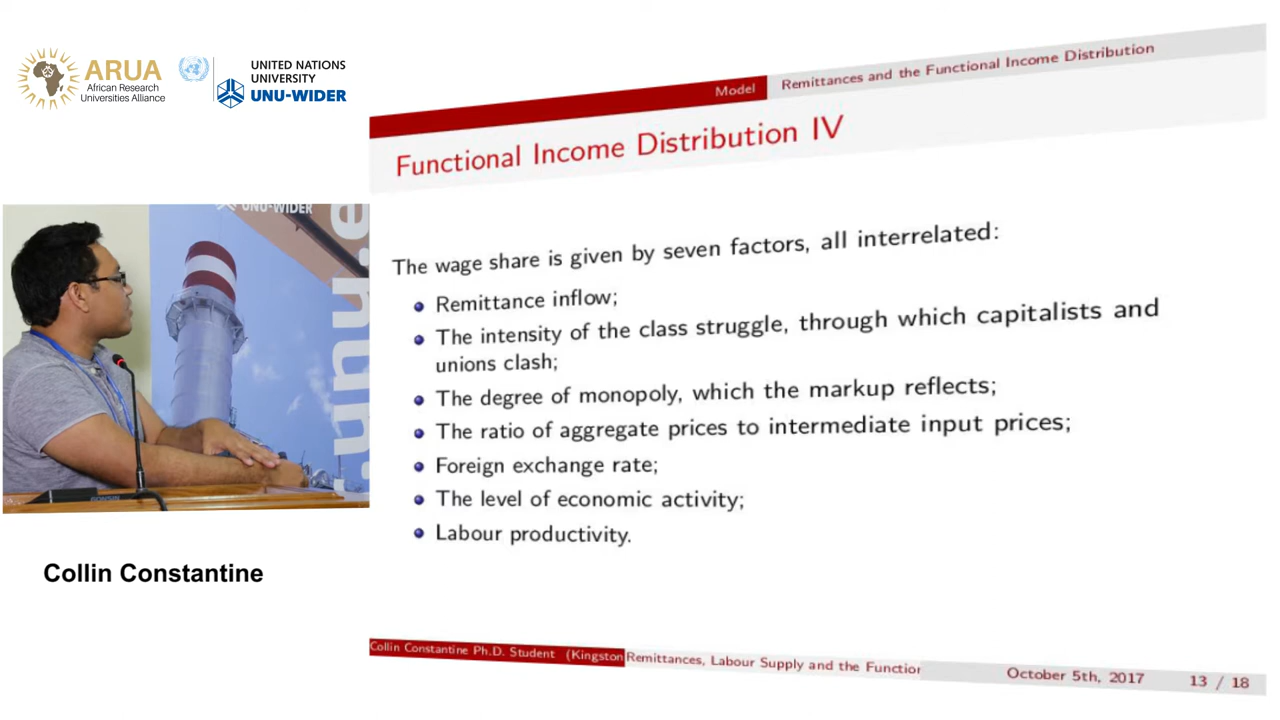 ARUA
African Research
Universities Alliance
UNITED NATIONS
UNIVERSITY
UNU-WIDER
Model
Remittances and the Functional Income Distribution
Functional Income Distribution IV
The wage share is given by seven factors, all interrelated:
Remittance inflow;
The intensity of the class struggle, through which capitalists and
unions clash;
The degree of monopoly, which the markup reflects;
The ratio of aggregate prices to intermediate input prices;
Foreign exchange rate;
The level of economic activity;
Labour productivity.
UNU-WIDER
unu.e
Collin Constantine
Collin Constantine Ph.D. Student (Kingston
Remittances, Labour Supply and the Function
October 5th, 2017
13 / 18